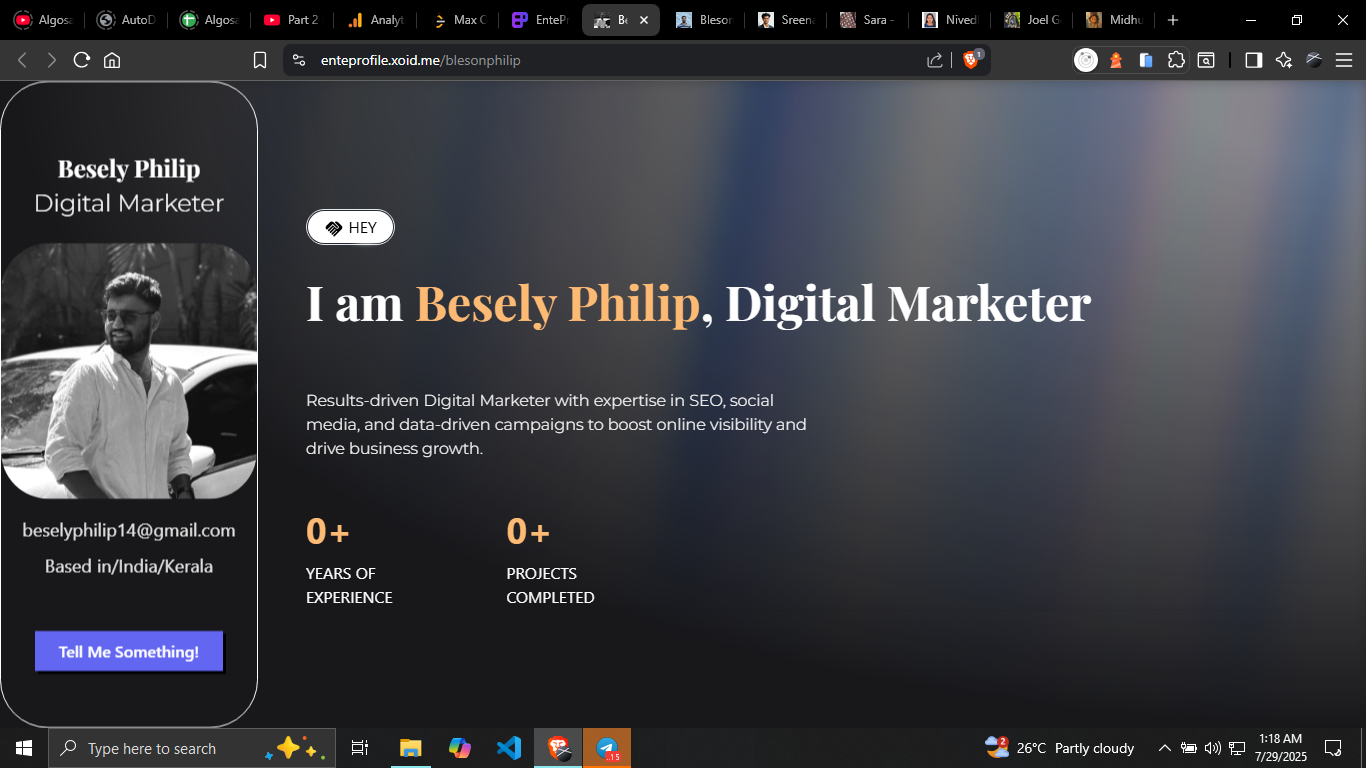 Algosa
AutoD
Algosa
Part 2
Analyt
Max C
EntePr
Be
Bleson
Sreena
Sara -
Nived
Joel G
Midhu
enteprofile.xoid.me/blesonphilip
1
Besely Philip
Digital Marketer
beselyphilip14@gmail.com
Based in/India/Kerala
Tell Me Something!
HEY
I am Besely Philip, Digital Marketer
Results-driven Digital Marketer with expertise in SEO, social
media, and data-driven campaigns to boost online visibility and
drive business growth.
0+
YEARS OF
EXPERIENCE
0+
PROJECTS
COMPLETED
Type here to search
..15
2
26°C Partly cloudy
1:18 AM
7/29/2025